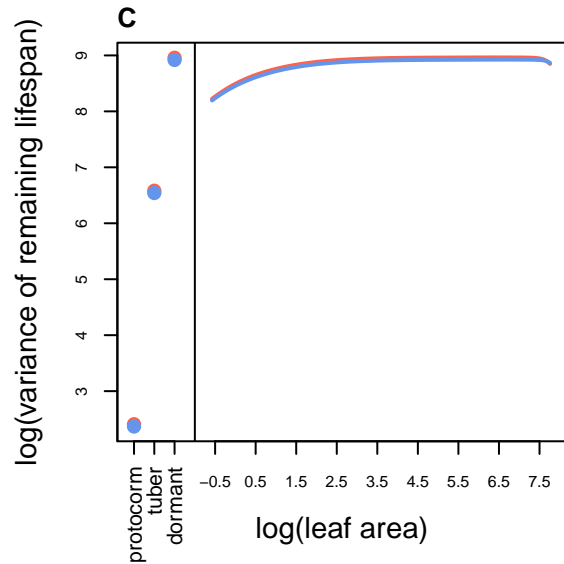 C
log(variance of remaining lifespan)
9
8
7
6
5
4
3
protocorm
tuber
dormant
−0.5 0.5 1.5 2.5 3.5 4.5 5.5 6.5 7.5
log(leaf area)